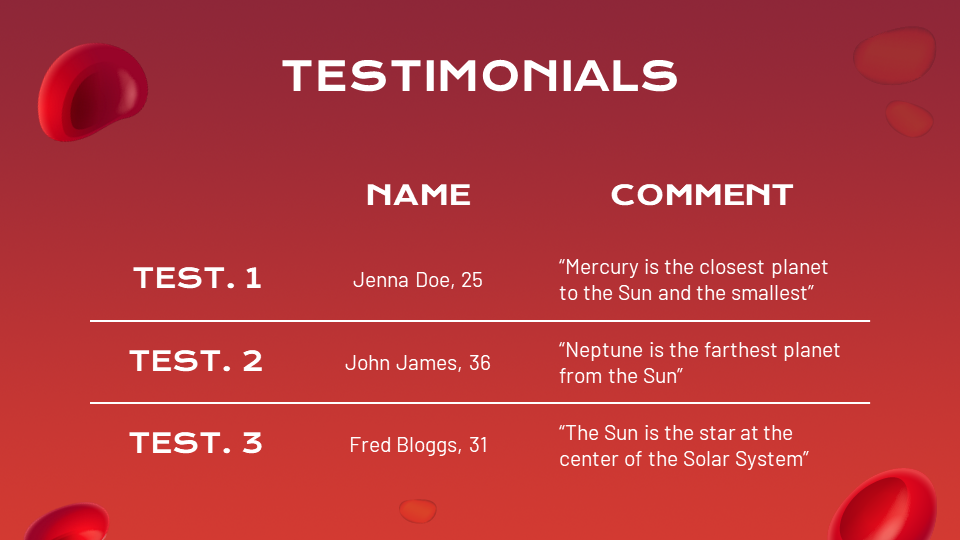 TESTIMONIALS
NAME COMMENT
TEST. 1 Jenna Doe, 25 “Mercury is the closest planet
to the Sun and the smallest”
TEST. 2 John James, 36 “Neptune is the farthest planet
from the Sun”
TEST. 3 Fred Bloggs, 31 “The Sun is the star at the
center of the Solar System”